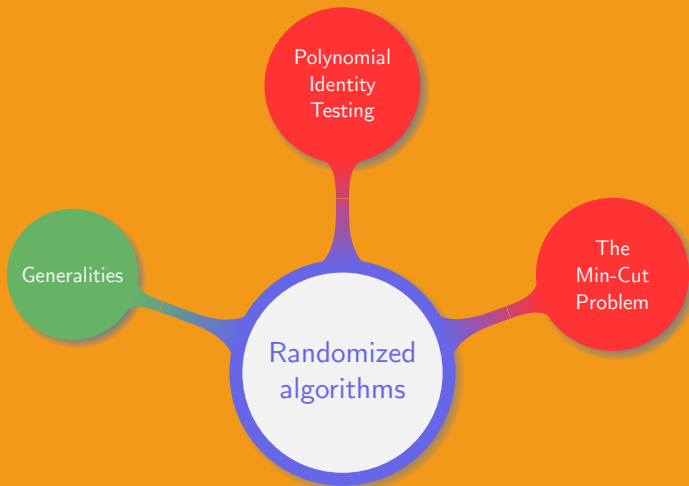 Polynomial
Identity
Testing
Generalities
The
Min-Cut
Problem
Randomized
algorithms